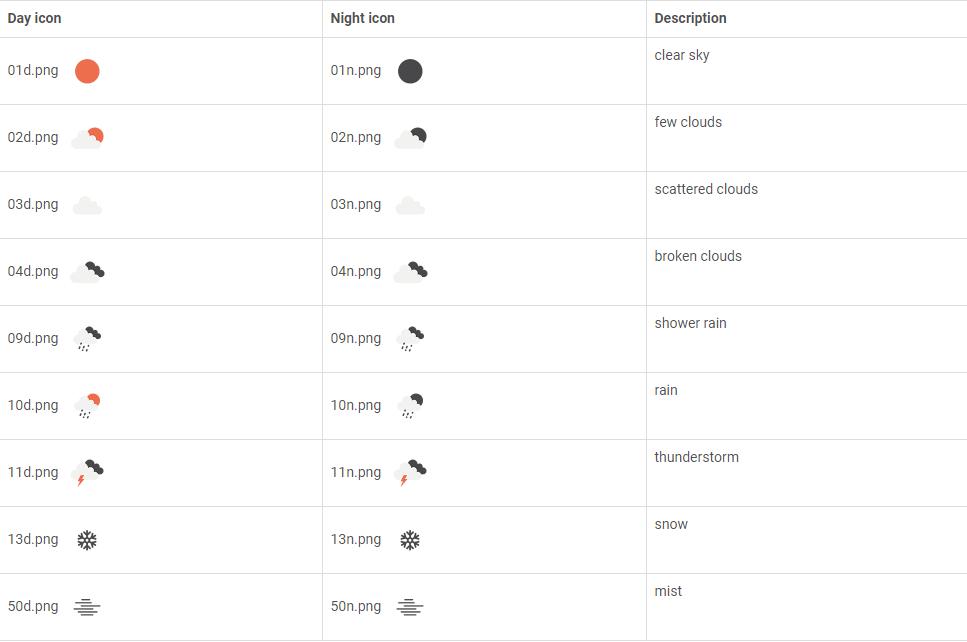 Day icon Night icon Description
01d.png 01n.png clear sky
02d.png 02n.png few clouds
03d.png 03n.png scattered clouds
04d.png 04n.png broken clouds
09d.png 09n.png shower rain
10d.png 10n.png rain
11d.png 11n.png thunderstorm
13d.png 13n.png snow
50d.png 50n.png mist